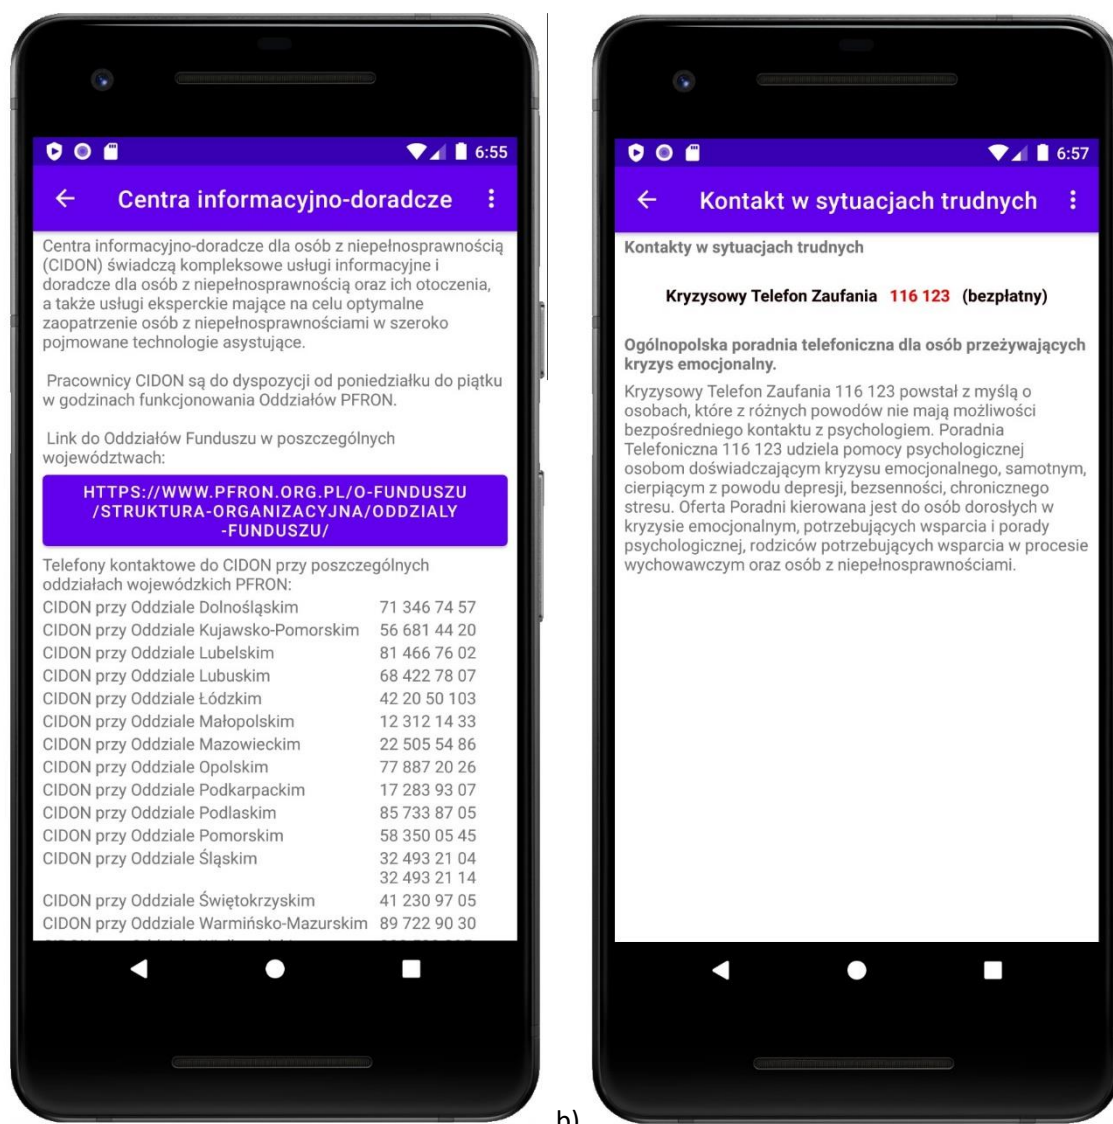 6:55
Centra informacyjno-doradcze
Centra informacyjno-doradcze dla osób z niepełnosprawnością
(CIDON) świadczą kompleksowe usługi informacyjne i
doradcze dla osób z niepełnosprawnością oraz ich otoczenia,
a także usługi eksperckie mające na celu optymalne
zaopatrzenie osób z niepełnosprawnościami w szeroko
pojmowane technologie asystujące.
Pracownicy CIDON są do dyspozycji od poniedziałku do piątku
w godzinach funkcjonowania Oddziałów PFRON.
Link do Oddziałów Funduszu w poszczególnych
województwach:
HTTPS://WWW.PFRON.ORG.PL/O-FUNDUSZU
/STRUKTURA-ORGANIZACYJNA/ODDZIALY
-FUNDUSZU/
Telefony kontaktowe do CIDON przy poszczególnych
oddziałach wojewódzkich PFRON:
CIDON przy Oddziale Dolnośląskim 71 346 74 57
CIDON przy Oddziale Kujawsko-Pomorskim 56 681 44 20
CIDON przy Oddziale Lubelskim 81 466 76 02
CIDON przy Oddziale Lubuskim 68 422 78 07
CIDON przy Oddziale Łódzkim 42 20 50 103
CIDON przy Oddziale Małopolskim 12 312 14 33
CIDON przy Oddziale Mazowieckim 22 505 54 86
CIDON przy Oddziale Opolskim 77 887 20 26
CIDON przy Oddziale Podkarpackim 17 283 93 07
CIDON przy Oddziale Podlaskim 85 733 87 05
CIDON przy Oddziale Pomorskim 58 350 05 45
CIDON przy Oddziale Śląskim 32 493 21 04
32 493 21 14
CIDON przy Oddziale Świętokrzyskim 41 230 97 05
CIDON przy Oddziale Warmińsko-Mazurskim 89 722 90 30
b)
6:57
Kontakt w sytuacjach trudnych
Kontakty w sytuacjach trudnych
Kryzysowy Telefon Zaufania 116 123 (bezpłatny)
Ogólnopolska poradnia telefoniczna dla osób przeżywających
kryzys emocjonalny.
Kryzysowy Telefon Zaufania 116 123 powstał z myślą o
osobach, które z różnych powodów nie mają możliwości
bezpośredniego kontaktu z psychologiem. Poradnia
Telefoniczna 116 123 udziela pomocy psychologicznej
osobom doświadczającym kryzysu emocjonalnego, samotnym,
cierpiącym z powodu depresji, bezsenności, chronicznego
stresu. Oferta Poradni kierowana jest do osób dorosłych w
kryzysie emocjonalnym, potrzebujących wsparcia i porady
psychologicznej, rodziców potrzebujących wsparcia w procesie
wychowawczym oraz osób z niepełnosprawnościami.